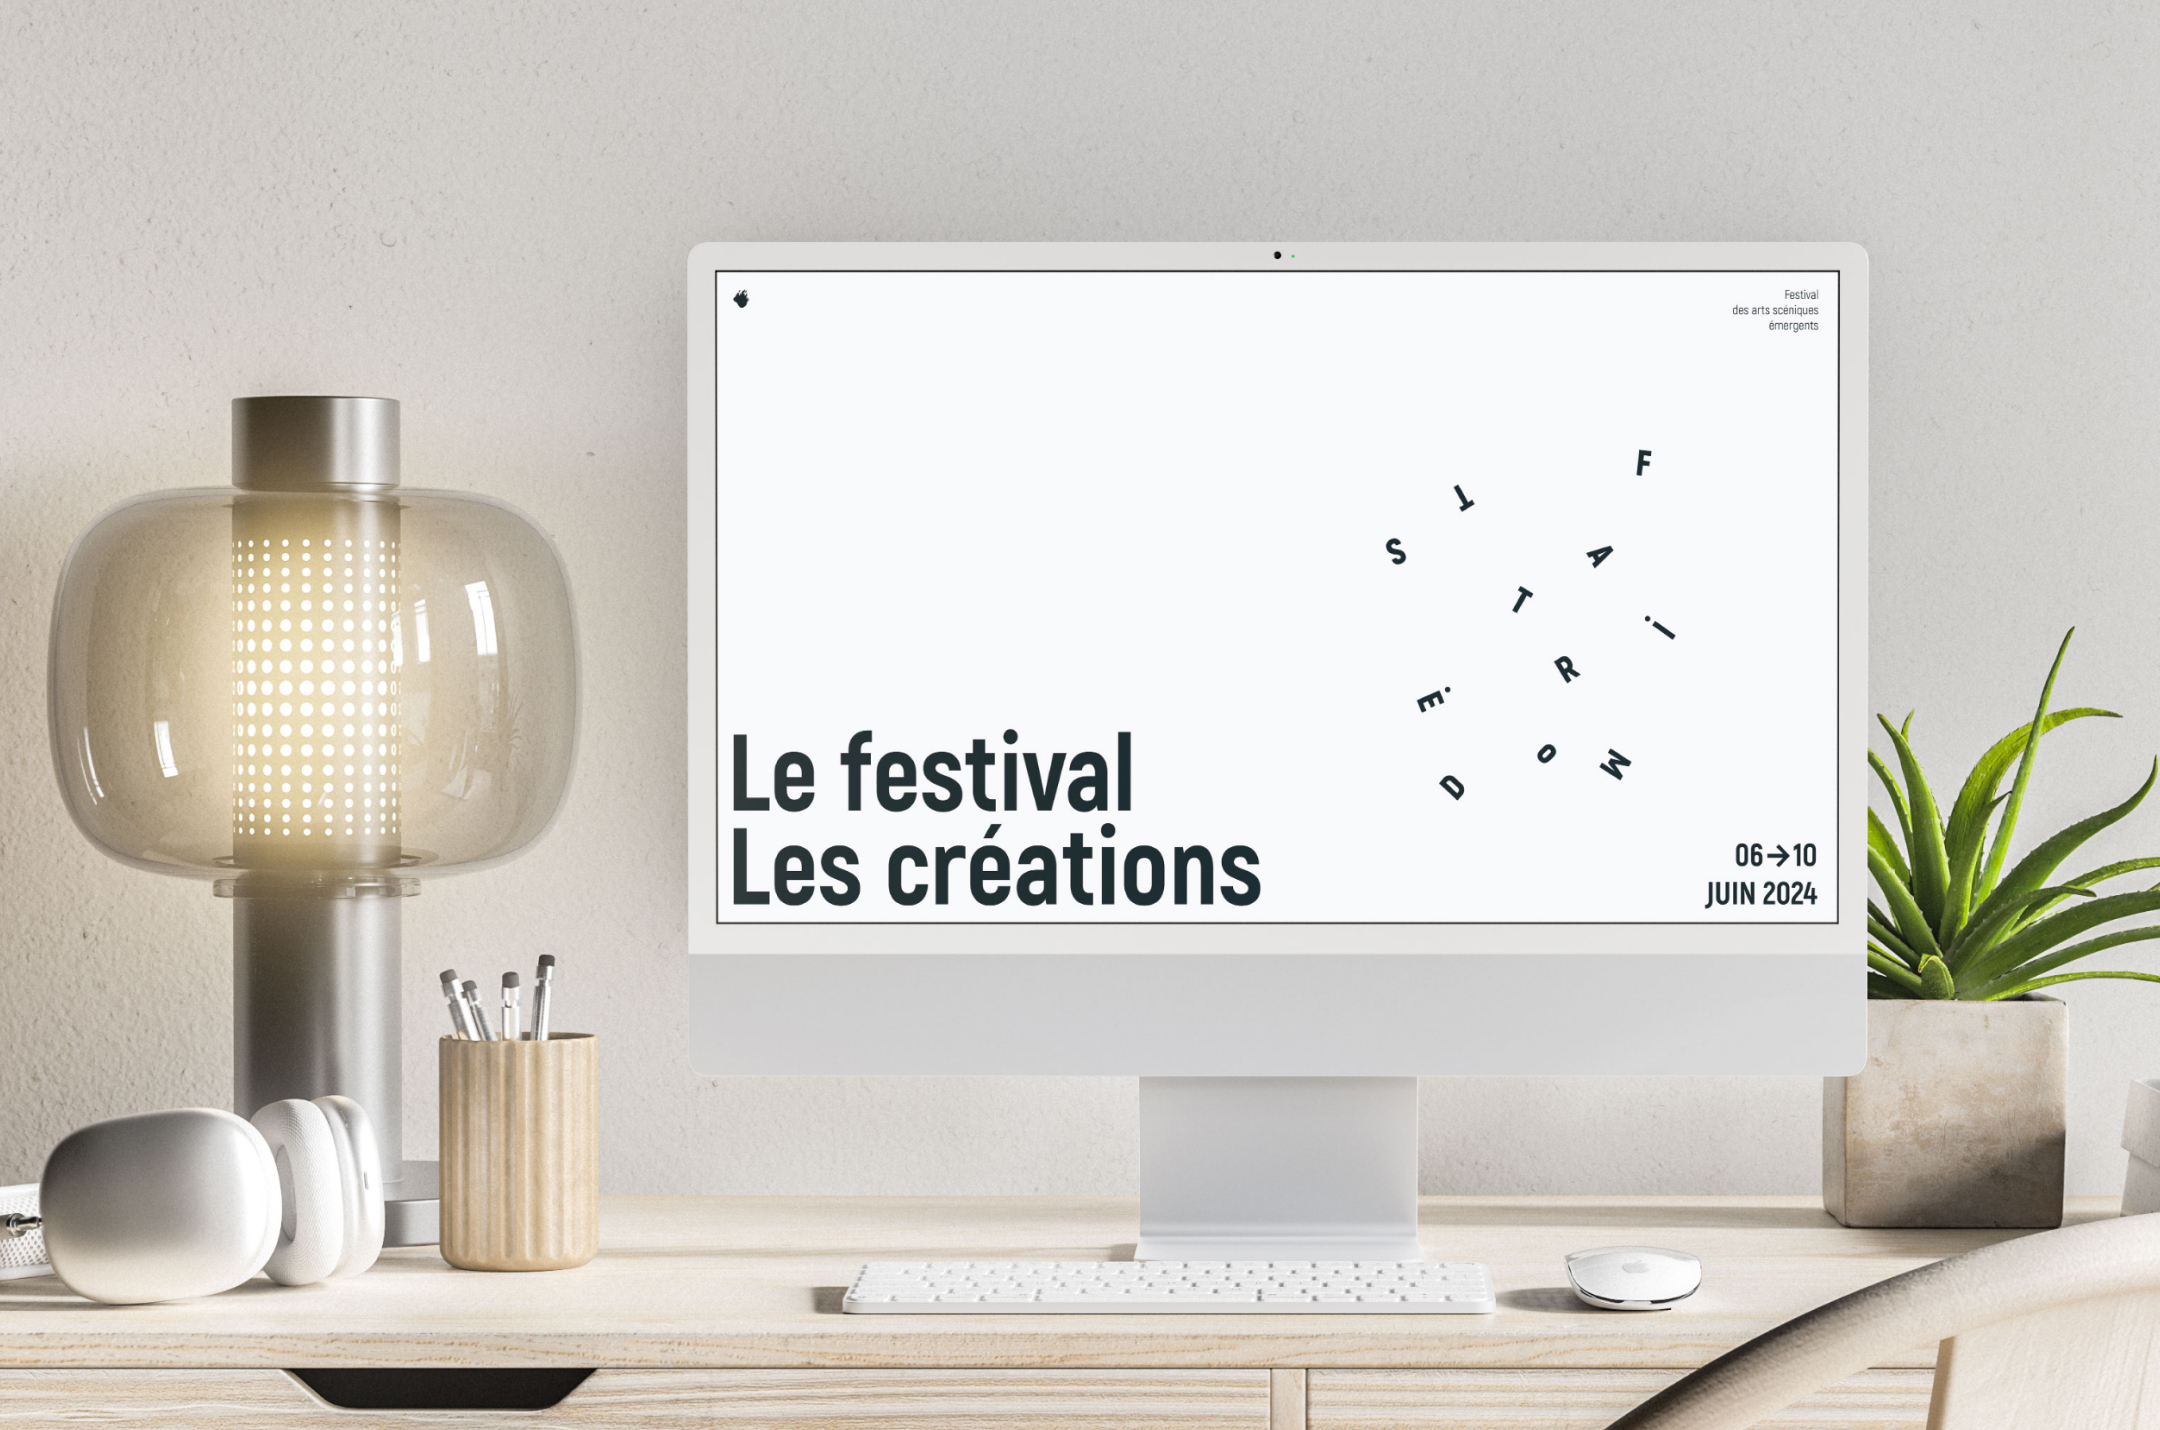 Festival
des arts scéniques
émergents
F
T
S
A
T
i
R
Ė
o
M
D
Le festival
Les créations
06→10
JUIN 2024